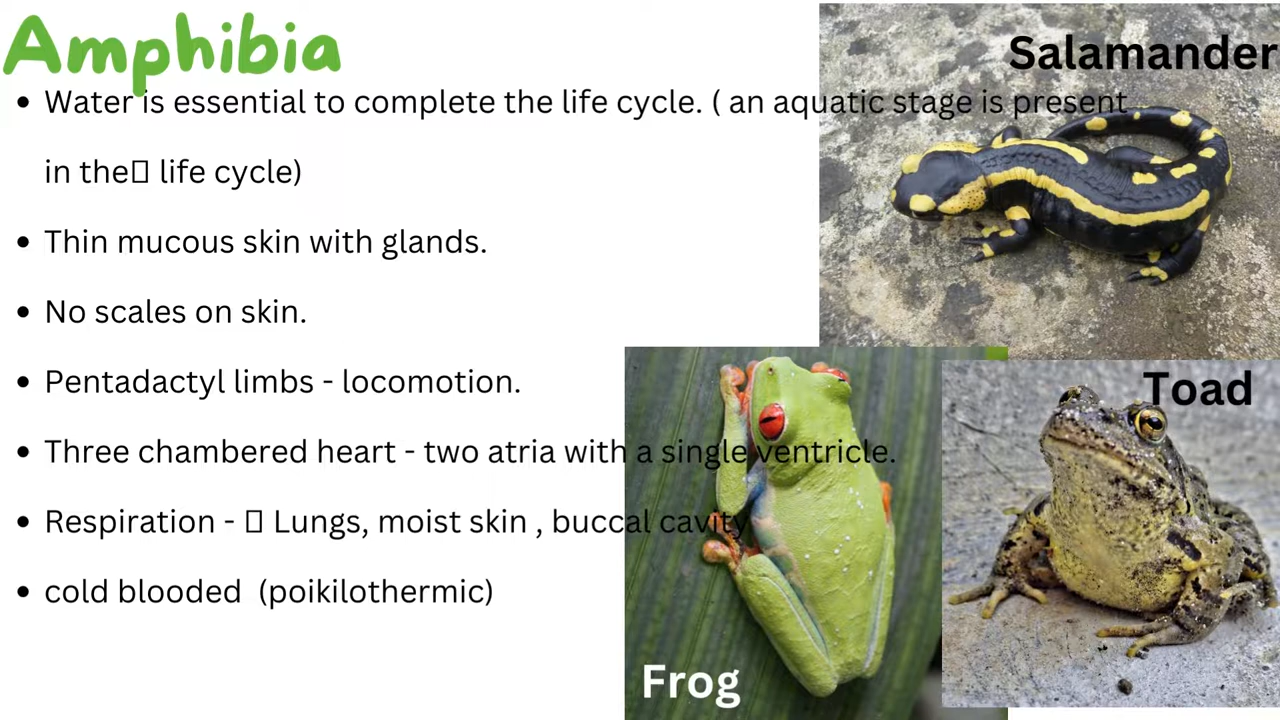 Amphibia
Salamander
• Water is essential to complete the life cycle. ( an aquatic stage is present
in the▯ life cycle)
• Thin mucous skin with glands.
• No scales on skin.
• Pentadactyl limbs - locomotion.
Toad
• Three chambered heart - two atria with a single ventricle.
• Respiration - ▯ Lungs, moist skin , buccal cavity
• cold blooded  (poikilothermic)
Frog